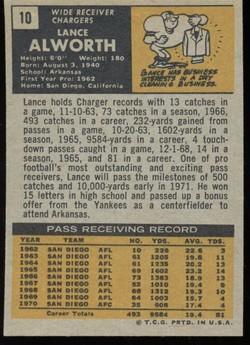 10
WIDE RECEIVER
CHARGERS
LANCE
ALWORTH
Height: 6'0" Weight: 180
Born: August 3, 1940
School: Arkansas
First Year Pro: 1962
Home: San Diego, California
LANCE HAS BUSINESS
INTERESTS IN A DRY
CLEANING BUSINESS.
Lance holds Charger records with 13 catches
in a game, 11-10-63, 73 catches in season, 1966,
493 catches in career, 232-yards gained from
passes in a game, 10-20-63, 1602-yards in
1965, 9584-yards in career. Tossed, 4 touch-
down passes caught in a game, 12-1-68, 14 in
season, 1965, and 81 in career. One of pro
football's most outstanding and exciting pass
receivers, Lance will pass the milestones of 500
catches and 10,000-yards early in 1971. He won
15 letters in high school and passed up a bonus
offer from the Yankees as a centerfielder to
attend Arkansas.
PASS RECEIVING RECORD
YEAR TEAM NO. YDS. AVG. TDS.
1962 SAN DIEGO AFL 10 226 22.6 3
1963 SAN DIEGO AFL 61 1205 19.8 11
1964 SAN DIEGO AFL 61 1235 20.2 13
1965 SAN DIEGO AFL 69 1602 23.2 14
1966 SAN DIEGO AFL 73 1383 18.9 13
1967 SAN DIEGO AFL 52 1010 19.4 9
1968 SAN DIEGO AFL 68 1312 19.3 10
1969 SAN DIEGO AFL 64 1003 15.7 4
1970 SAN DIEGO AFC 35 608 17.4 4
Career Totals 493 9584 19.4 81
© T.C.G. PRTD. IN U.S.A.